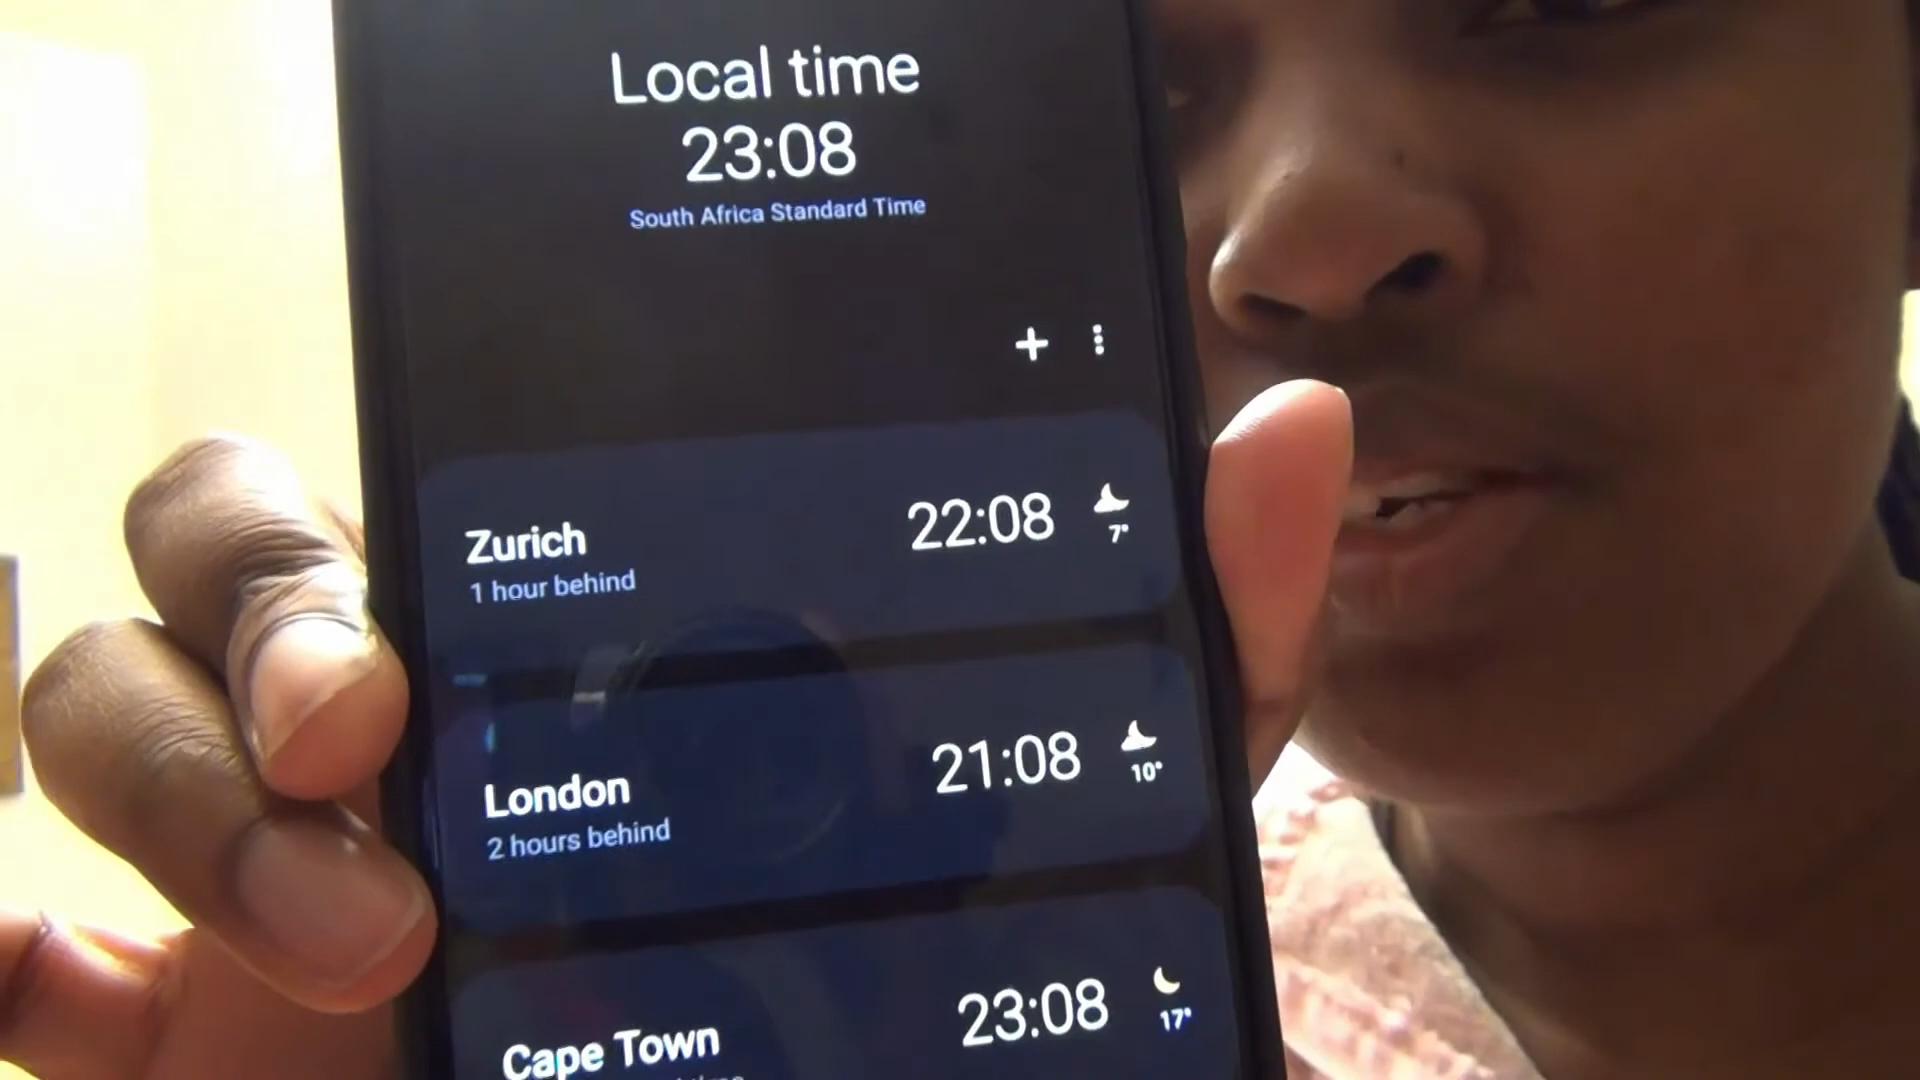 Local time
23:08
South Africa Standard Time
Zurich
1 hour behind
22:08
7°
London
2 hours behind
21:08
10°
Cape Town
23:08
17°